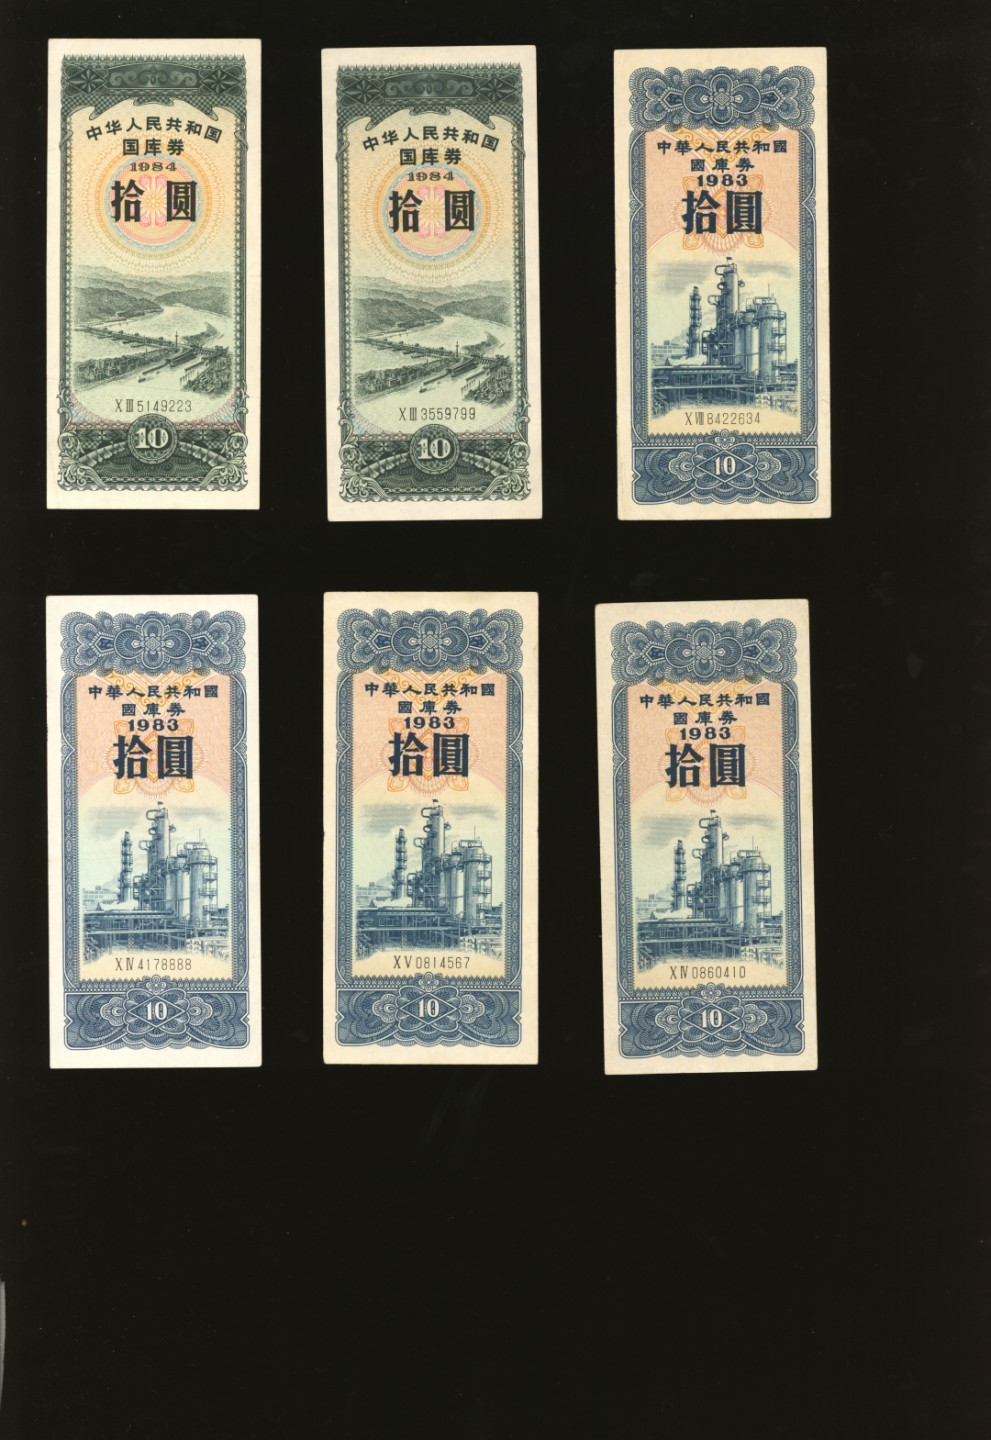 中华人民共和国
国库券
1984
拾圆
XIII 5149223
10
中华人民共和国
国库券
1984
拾圆
XIII 3559799
10
中華人民共和國
國庫券
1983
拾圓
XVIII 8422634
10
中華人民共和國
國庫券
1983
拾圓
XIV 4178888
10
中華人民共和國
國庫券
1983
拾圓
XV 0814567
10
中華人民共和國
國庫券
1983
拾圓
XIV 0860410
10